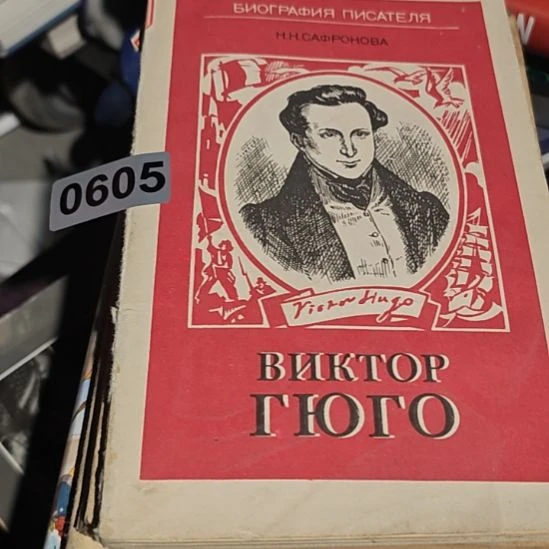 БИОГРАФИЯ ПИСАТЕЛЯ
Н.Н.САФРОНОВА
0605
Victor Hugo
ВИКТОР
ГЮГО